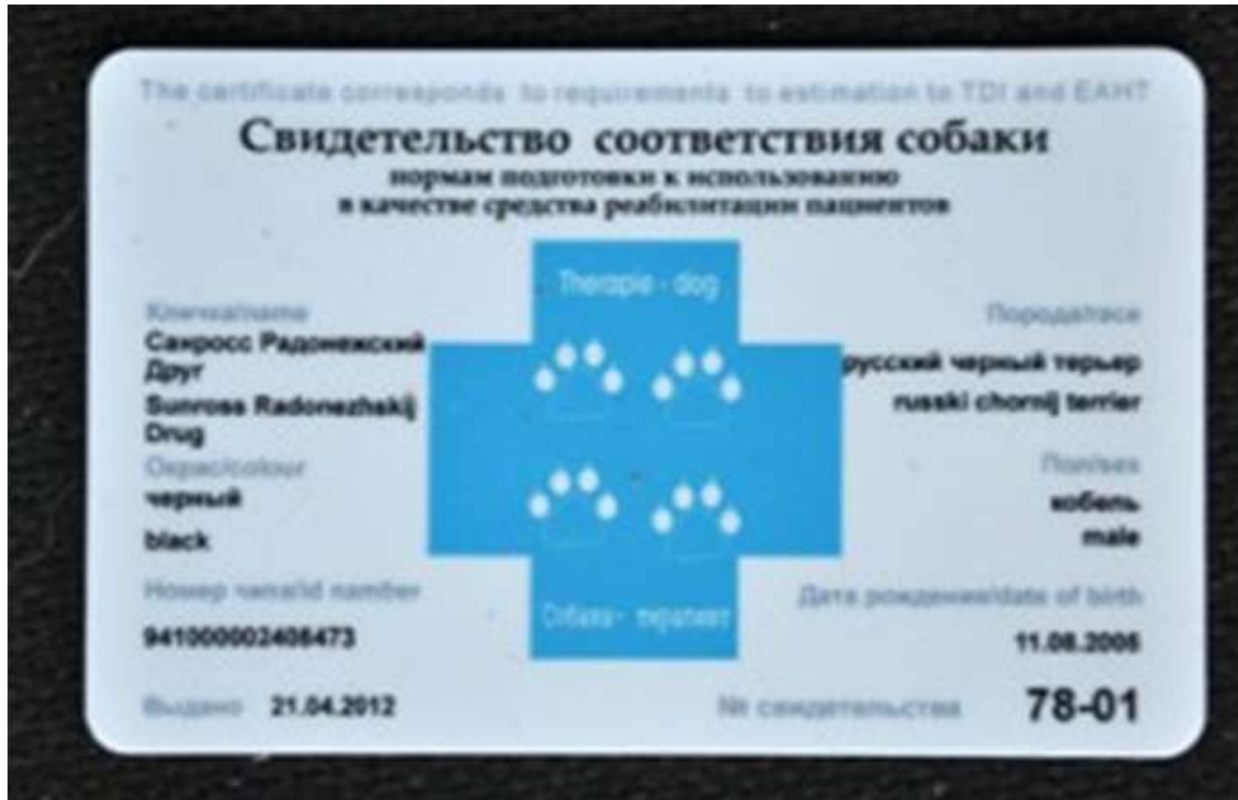 The certificate corresponds to requirements to estimation to TDI and EAHT
Свидетельство соответствия собаки
нормам подготовки к использованию
в качестве средства реабилитации пациентов
Therapie - dog
Кличка/name
Санросс Радонежский
Друг
Sunross Radonezhskij
Drug
Окрас/colour
черный
black
Номер чипа/id namber
941000002408473
Выдано 21.04.2012
Порода/race
русский черный терьер
russki chornij terrier
Пол/sex
кобель
male
Дата рождения/date of birth
11.08.2005
Собака - терапевт
№ свидетельства 78-01